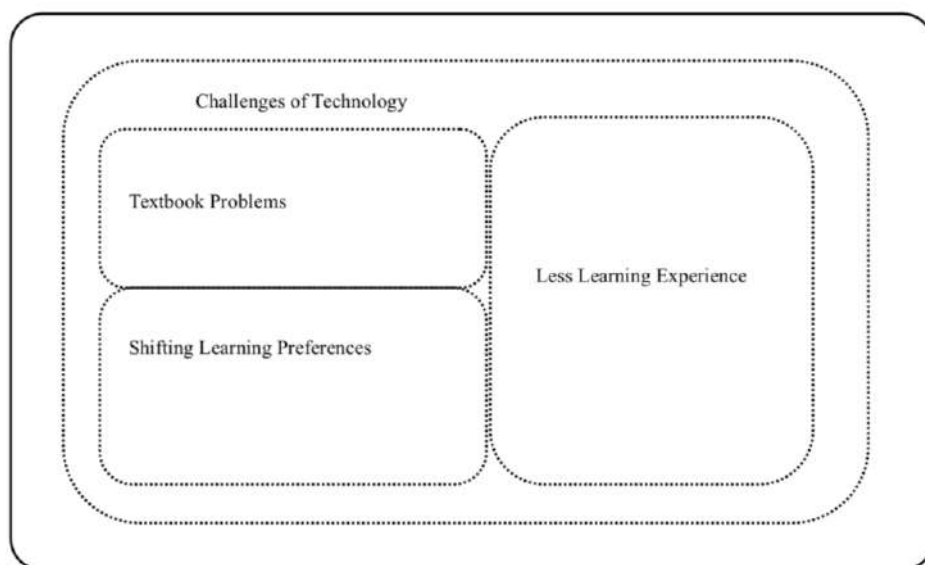 Challenges of Technology
Textbook Problems
Less Learning Experience
Shifting Learning Preferences